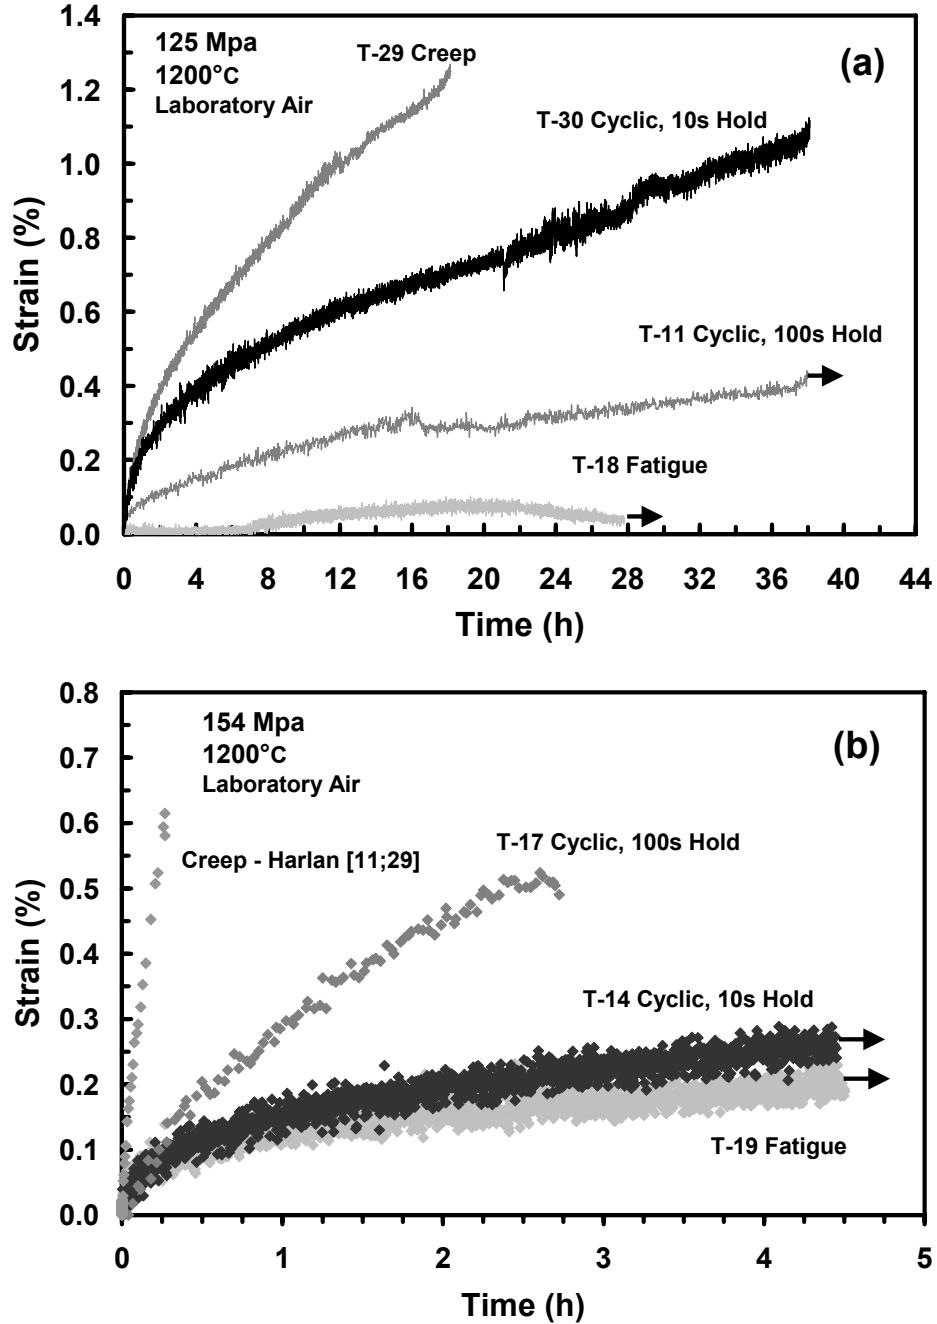 1.4
125 Mpa
1200°C
Laboratory Air
T-29 Creep
(a)
1.2
T-30 Cyclic, 10s Hold
1.0
0.8
Strain (%)
0.6
T-11 Cyclic, 100s Hold
0.4
T-18 Fatigue
0.2
0.0
0 4 8 12 16 20 24 28 32 36 40 44
Time (h)
0.8
154 Mpa
1200°C
Laboratory Air
(b)
0.7
0.6
Creep - Harlan [11;29]
T-17 Cyclic, 100s Hold
0.5
0.4
Strain (%)
T-14 Cyclic, 10s Hold
0.3
0.2
T-19 Fatigue
0.1
0.0
0 1 2 3 4 5
Time (h)